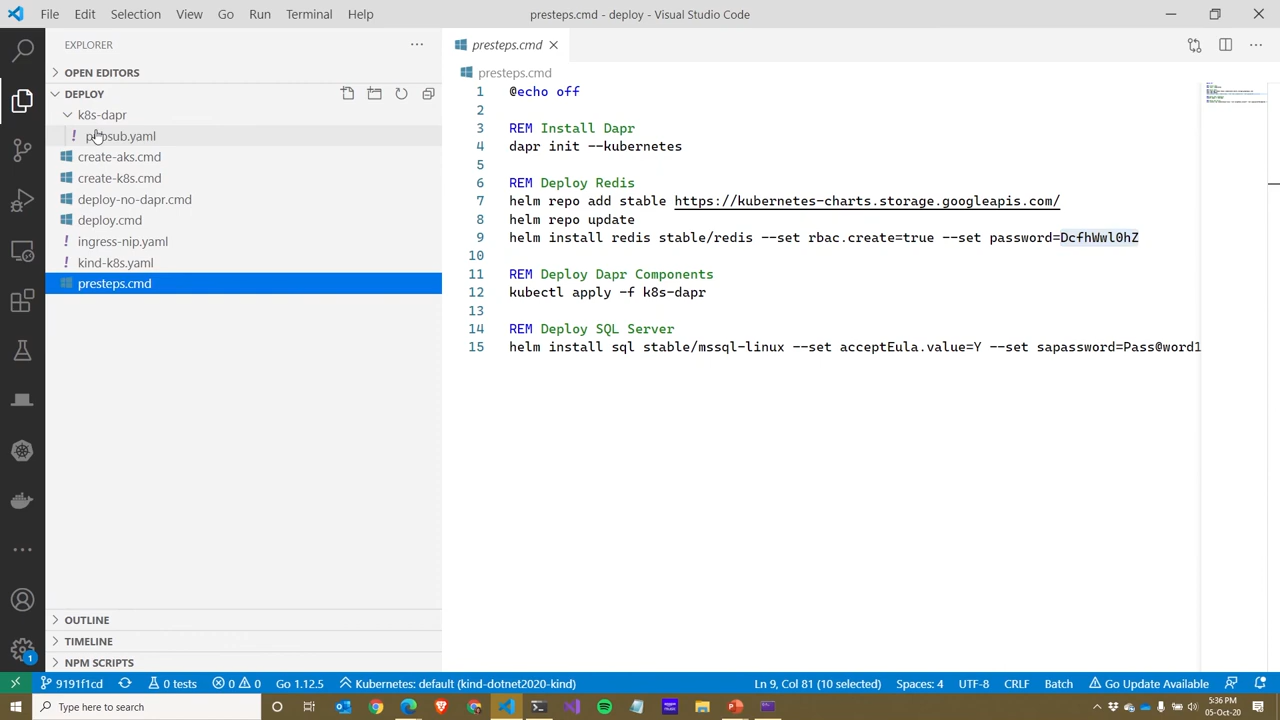 File Edit Selection View Go Run Terminal Help
presteps.cmd - deploy - Visual Studio Code
EXPLORER
OPEN EDITORS
DEPLOY
k8s-dapr
pubsub.yaml
create-aks.cmd
create-k8s.cmd
deploy-no-dapr.cmd
deploy.cmd
ingress-nip.yaml
kind-k8s.yaml
presteps.cmd
OUTLINE
TIMELINE
NPM SCRIPTS
presteps.cmd
presteps.cmd
1 @echo off
2
3 REM Install Dapr
4 dapr init --kubernetes
5
6 REM Deploy Redis
7 helm repo add stable https://kubernetes-charts.storage.googleapis.com/
8 helm repo update
9 helm install redis stable/redis --set rbac.create=true --set password=DcfhWwl0hZ
10
11 REM Deploy Dapr Components
12 kubectl apply -f k8s-dapr
13
14 REM Deploy SQL Server
15 helm install sql stable/mssql-linux --set acceptEula.value=Y --set sapassword=Pass@word1
1
9191f1cd 0 tests 0 0 Go 1.12.5 Kubernetes: default (kind-dotnet2020-kind) Ln 9, Col 81 (10 selected) Spaces: 4 UTF-8 CRLF Batch Go Update Available
Type here to search
5:36 PM
05-Oct-20